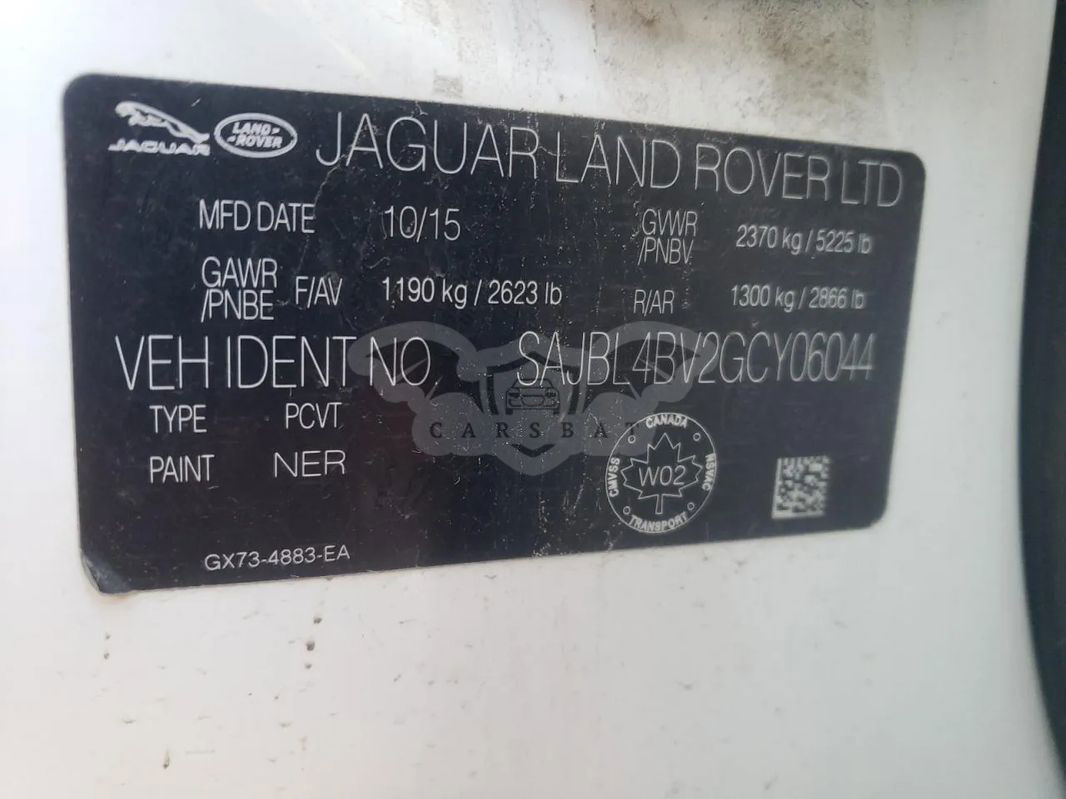 JAGUAR LAND-ROVER JAGUAR LAND ROVER LTD
MFD DATE 10/15 GVWR /PNBV 2370 kg / 5225 lb
GAWR /PNBE F/AV 1190 kg / 2623 lb R/AR 1300 kg / 2866 lb
VEH IDENT NO. SAJBL4BV2GCY06044
TYPE PCVT
CARSBAT
PAINT NER
CANADA
CMVSS W02 NSVAC
TRANSPORT
GX73-4883-EA